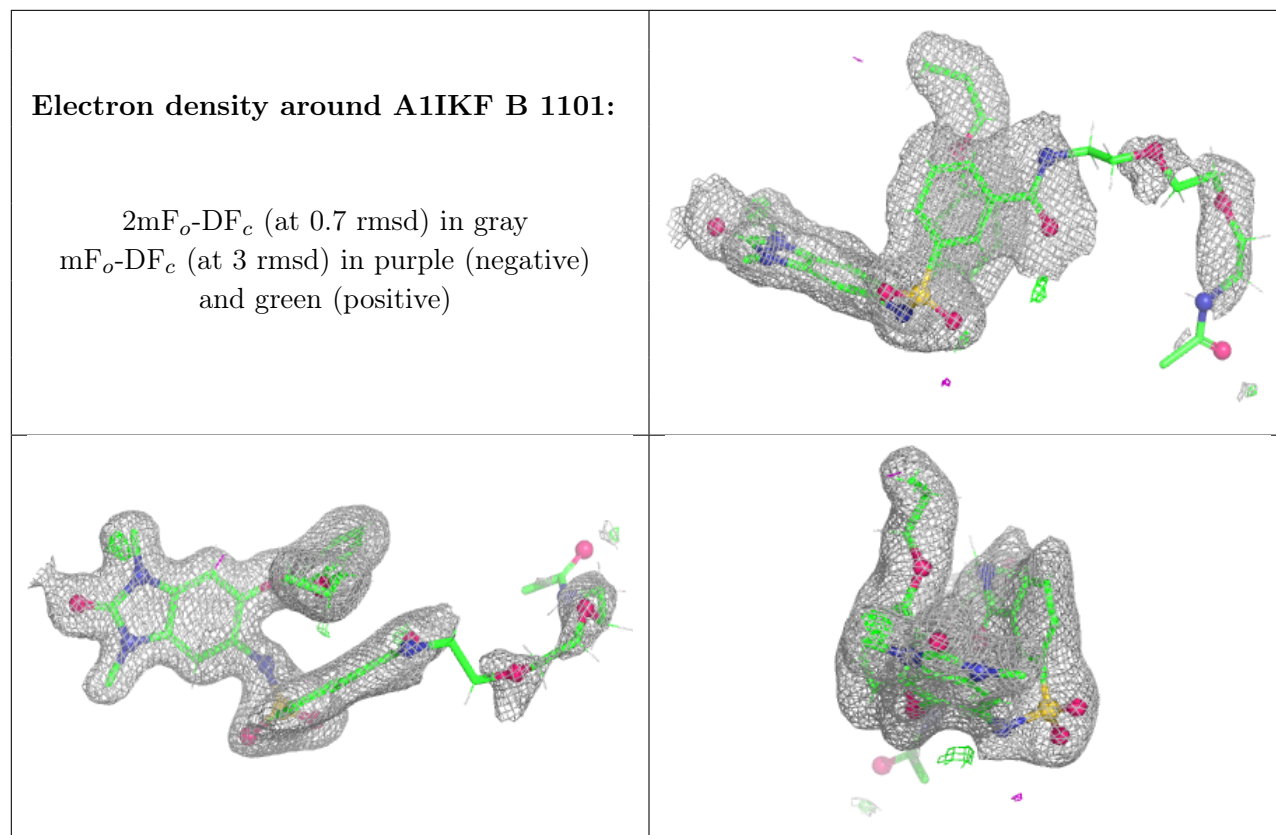 Electron density around A1IKF B 1101:
2mFo-DFc (at 0.7 rmsd) in gray
mFo-DFc (at 3 rmsd) in purple (negative)
and green (positive)